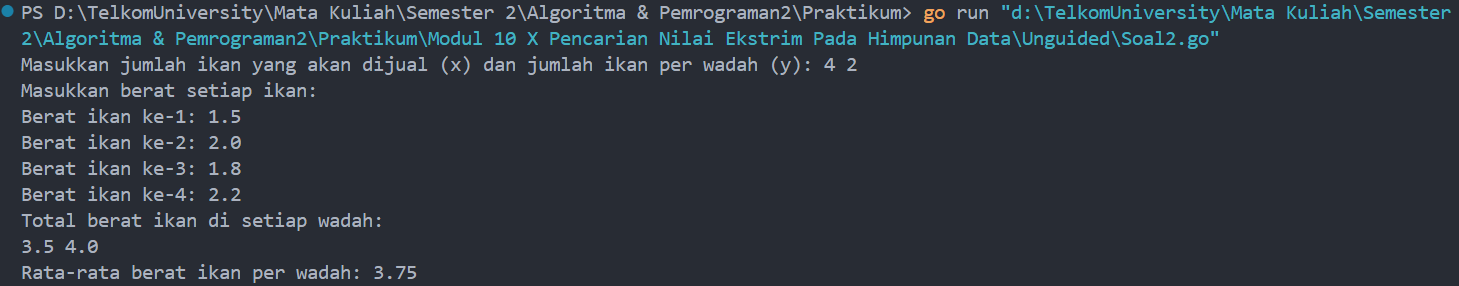 PS D:\TelkomUniversity\Mata Kuliah\Semester 2\Algoritma & Pemrograman2\Praktikum> go run "d:\TelkomUniversity\Mata Kuliah\Semester
2\Algoritma & Pemrograman2\Praktikum\Modul 10 X Pencarian Nilai Ekstrim Pada Himpunan Data\Unguided\Soal2.go"
Masukkan jumlah ikan yang akan dijual (x) dan jumlah ikan per wadah (y): 4 2
Masukkan berat setiap ikan:
Berat ikan ke-1: 1.5
Berat ikan ke-2: 2.0
Berat ikan ke-3: 1.8
Berat ikan ke-4: 2.2
Total berat ikan di setiap wadah:
3.5 4.0
Rata-rata berat ikan per wadah: 3.75